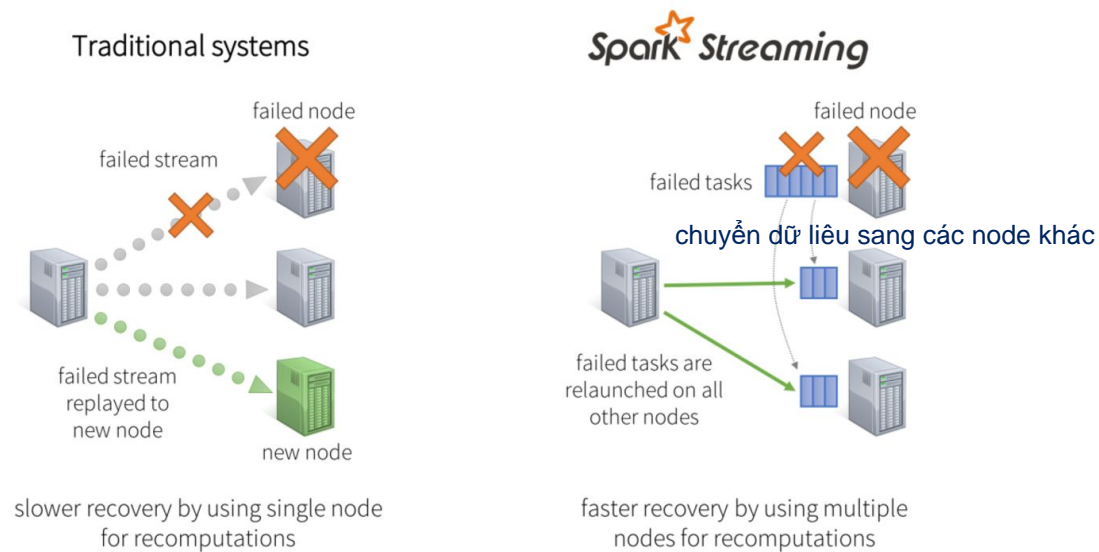 Traditional systems
failed node
failed stream
failed stream
replayed to
new node
new node
slower recovery by using single node
for recomputations
Spark Streaming
failed node
failed tasks
chuyển dữ liêu sang các node khác
failed tasks are
relaunched on all
other nodes
faster recovery by using multiple
nodes for recomputations